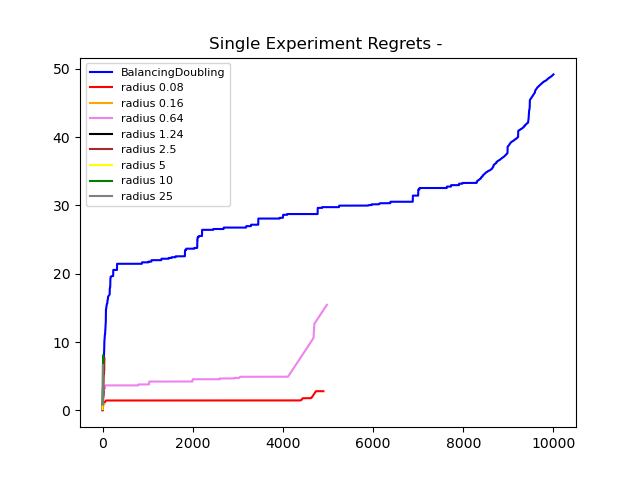 Single Experiment Regrets -
50
40
30
20
10
0
BalancingDoubling
radius 0.08
radius 0.16
radius 0.64
radius 1.24
radius 2.5
radius 5
radius 10
radius 25
0 2000 4000 6000 8000 10000